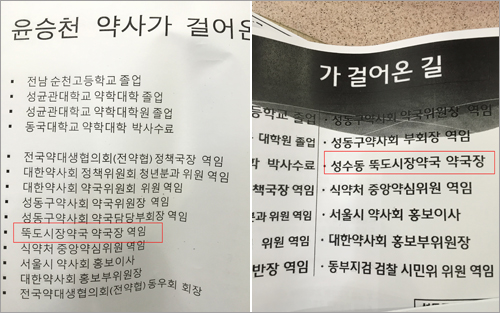 윤승천 약사가 걸어온
▪ 전남 순천고등학교 졸업
▪ 성균관대학교 약학대학 졸업
▪ 성균관대학교 약학대학원 졸업
▪ 동국대학교 약학대학 박사수료
▪ 전국약대생협의회(전약협) 정책국장 역임
▪ 대한약사회 정책위원회 청년분과 위원 역임
▪ 대한약사회 약국위원회 위원 역임
▪ 성동구약사회 약국위원장 역임
▪ 성동구약사회 약국담당부회장 역임
▪ 뚝도시장약국 약국장 역임
▪ 식약처 중앙약심위원 역임
▪ 서울시 약사회 홍보이사
▪ 대한약사회 홍보부위원장
▪ 전국약대생협의회(전약협) 동우회 회장
가 걸어온 길
등학교 졸업
대학원 졸업
박사수료
정책국장 역임
분과 위원 역임
위원 역임
반장 역임
· 성동구약사회 약국위원장 역임
· 성동구약사회 부회장 역임
· 성수동 뚝도시장약국 약국장
· 식약처 중앙약심위원 역임
· 서울시 약사회 홍보이사
· 대한약사회 홍보부위원장
· 동부지검 검찰 시민위 위원 역임